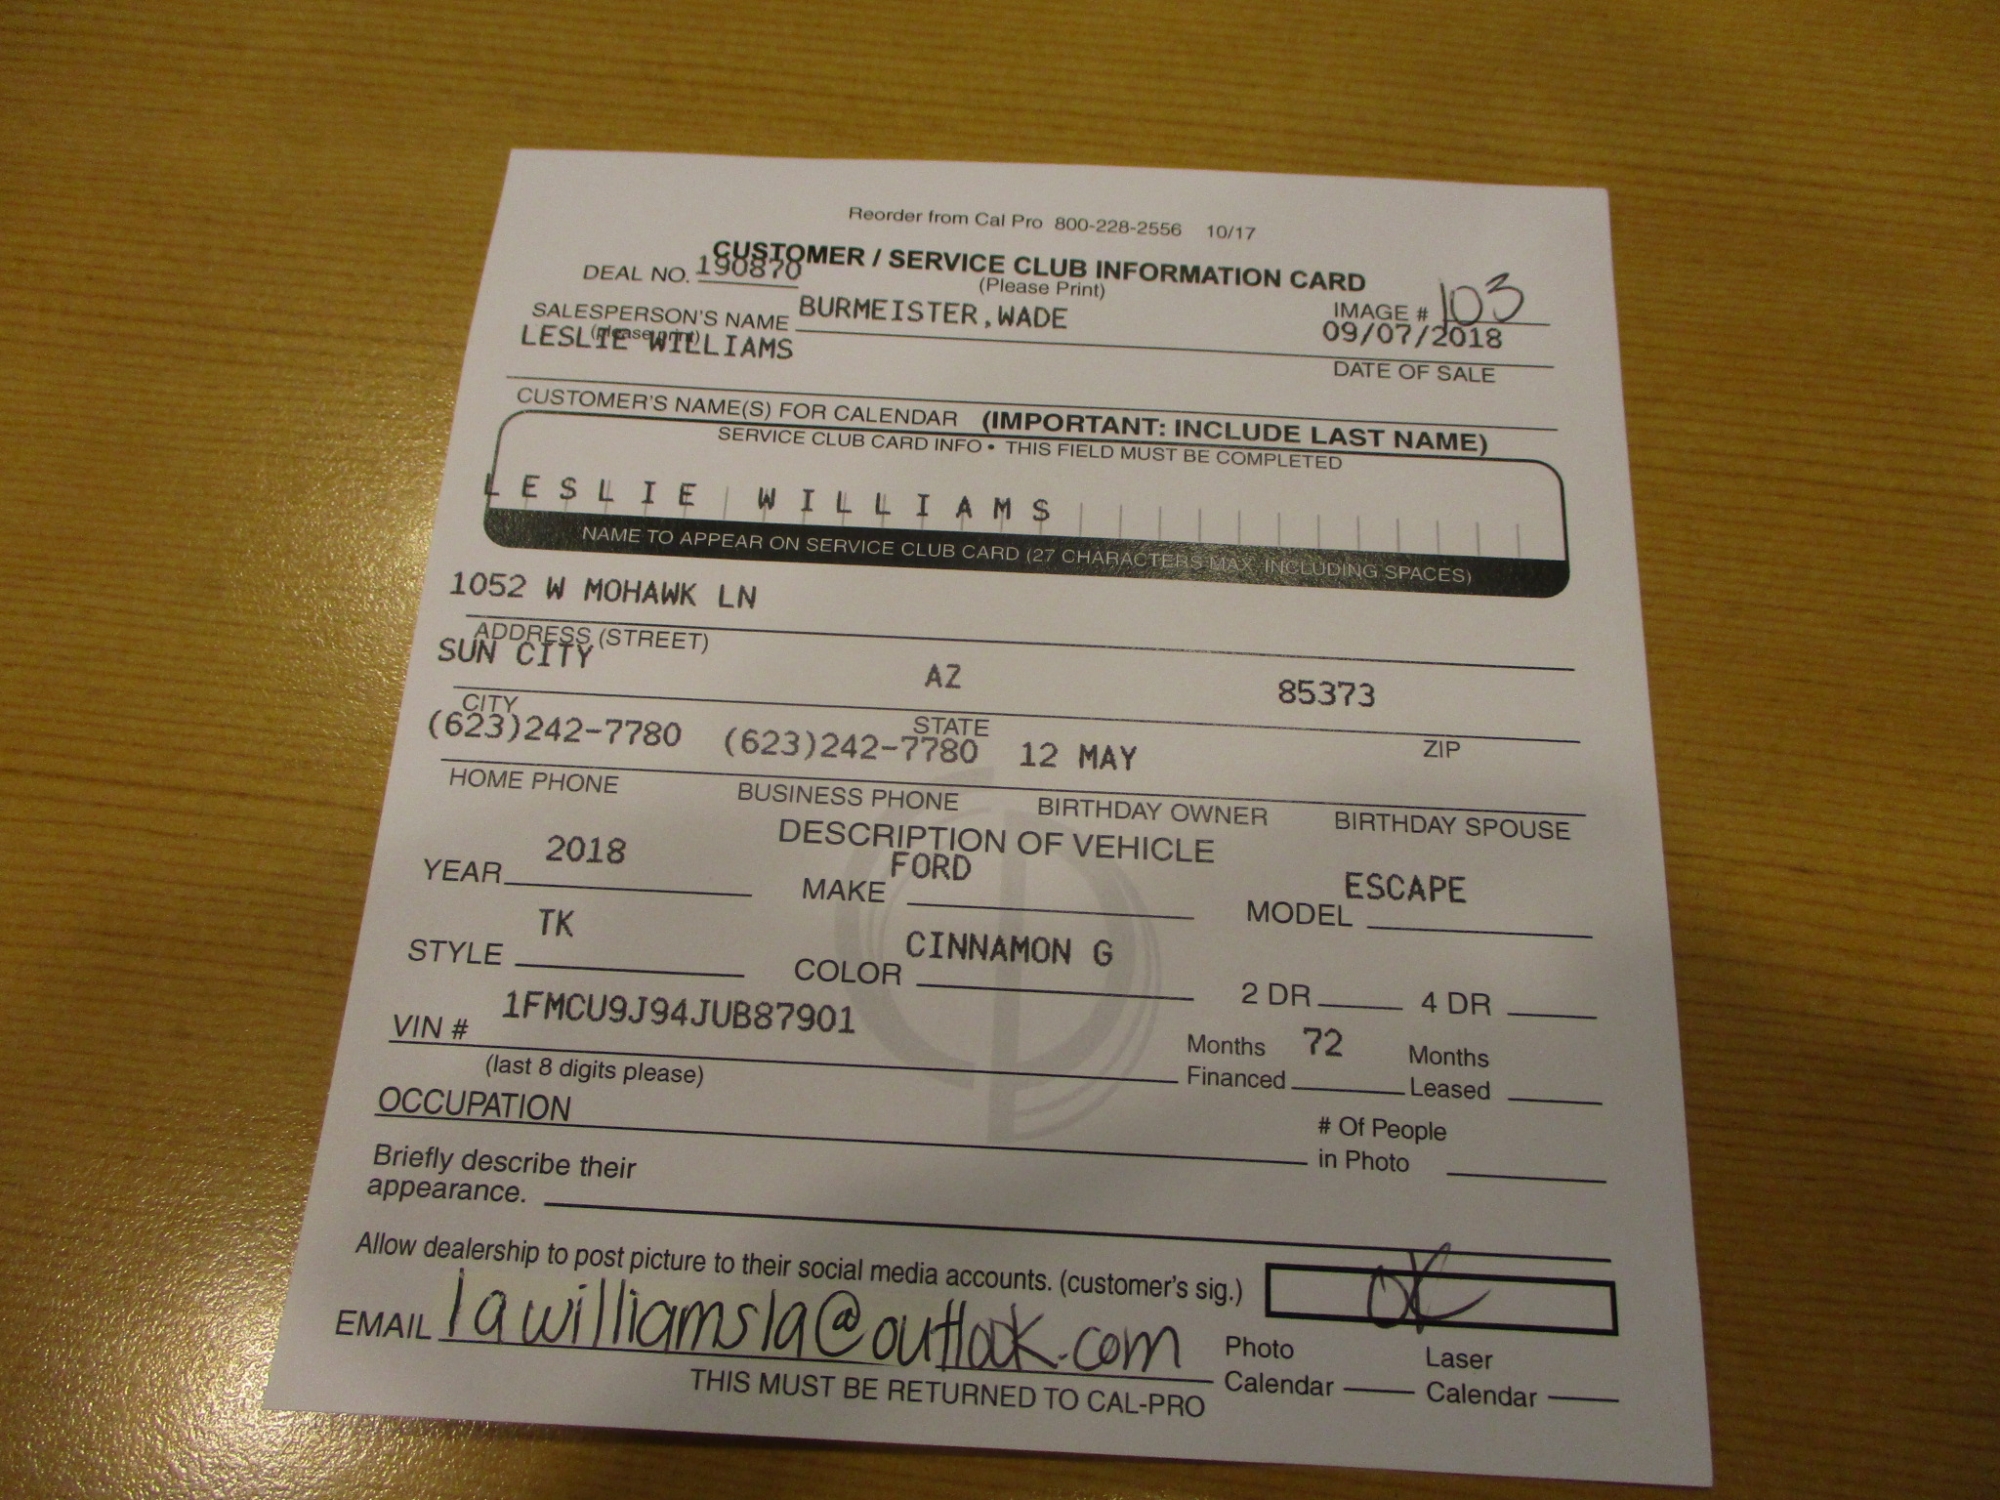 Reorder from Cal Pro 800-228-2556 10/17
CUSTOMER / SERVICE CLUB INFORMATION CARD
DEAL NO. 190870
(Please Print)
IMAGE # 103
SALESPERSON'S NAME BURMEISTER,WADE
09/07/2018
(please print)
LESLIE WILLIAMS
DATE OF SALE
CUSTOMER'S NAME(S) FOR CALENDAR (IMPORTANT: INCLUDE LAST NAME)
SERVICE CLUB CARD INFO • THIS FIELD MUST BE COMPLETED
LESLIE WILLIAMS
NAME TO APPEAR ON SERVICE CLUB CARD (27 CHARACTERS MAX, INCLUDING SPACES)
1052 W MOHAWK LN
ADDRESS (STREET)
SUN CITY AZ 85373
CITY STATE ZIP
(623)242-7780 (623)242-7780 12 MAY
HOME PHONE BUSINESS PHONE BIRTHDAY OWNER BIRTHDAY SPOUSE
DESCRIPTION OF VEHICLE
YEAR 2018 MAKE FORD MODEL ESCAPE
STYLE TK COLOR CINNAMON G 2 DR 4 DR
VIN # 1FMCU9J94JUB87901
(last 8 digits please)
Months Financed 72 Months Leased
OCCUPATION
# Of People in Photo
Briefly describe their
appearance.
Allow dealership to post picture to their social media accounts. (customer's sig.) OK
EMAIL lawilliamsla@outlook.com
Photo Calendar Laser Calendar
THIS MUST BE RETURNED TO CAL-PRO